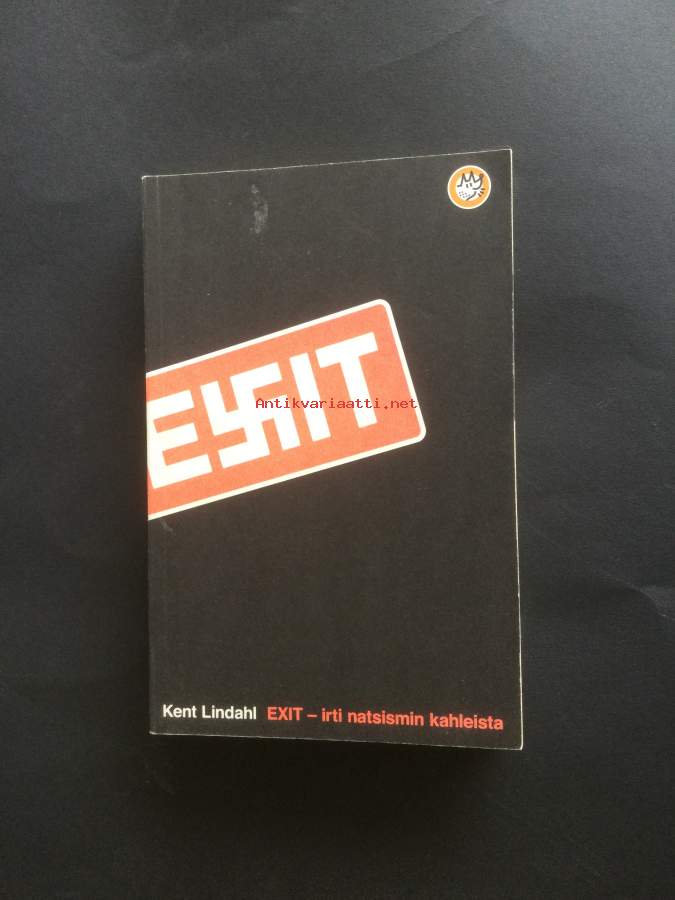 EXIT
Antikvariaatti.net
Kent Lindahl EXIT – irti natsismin kahleista